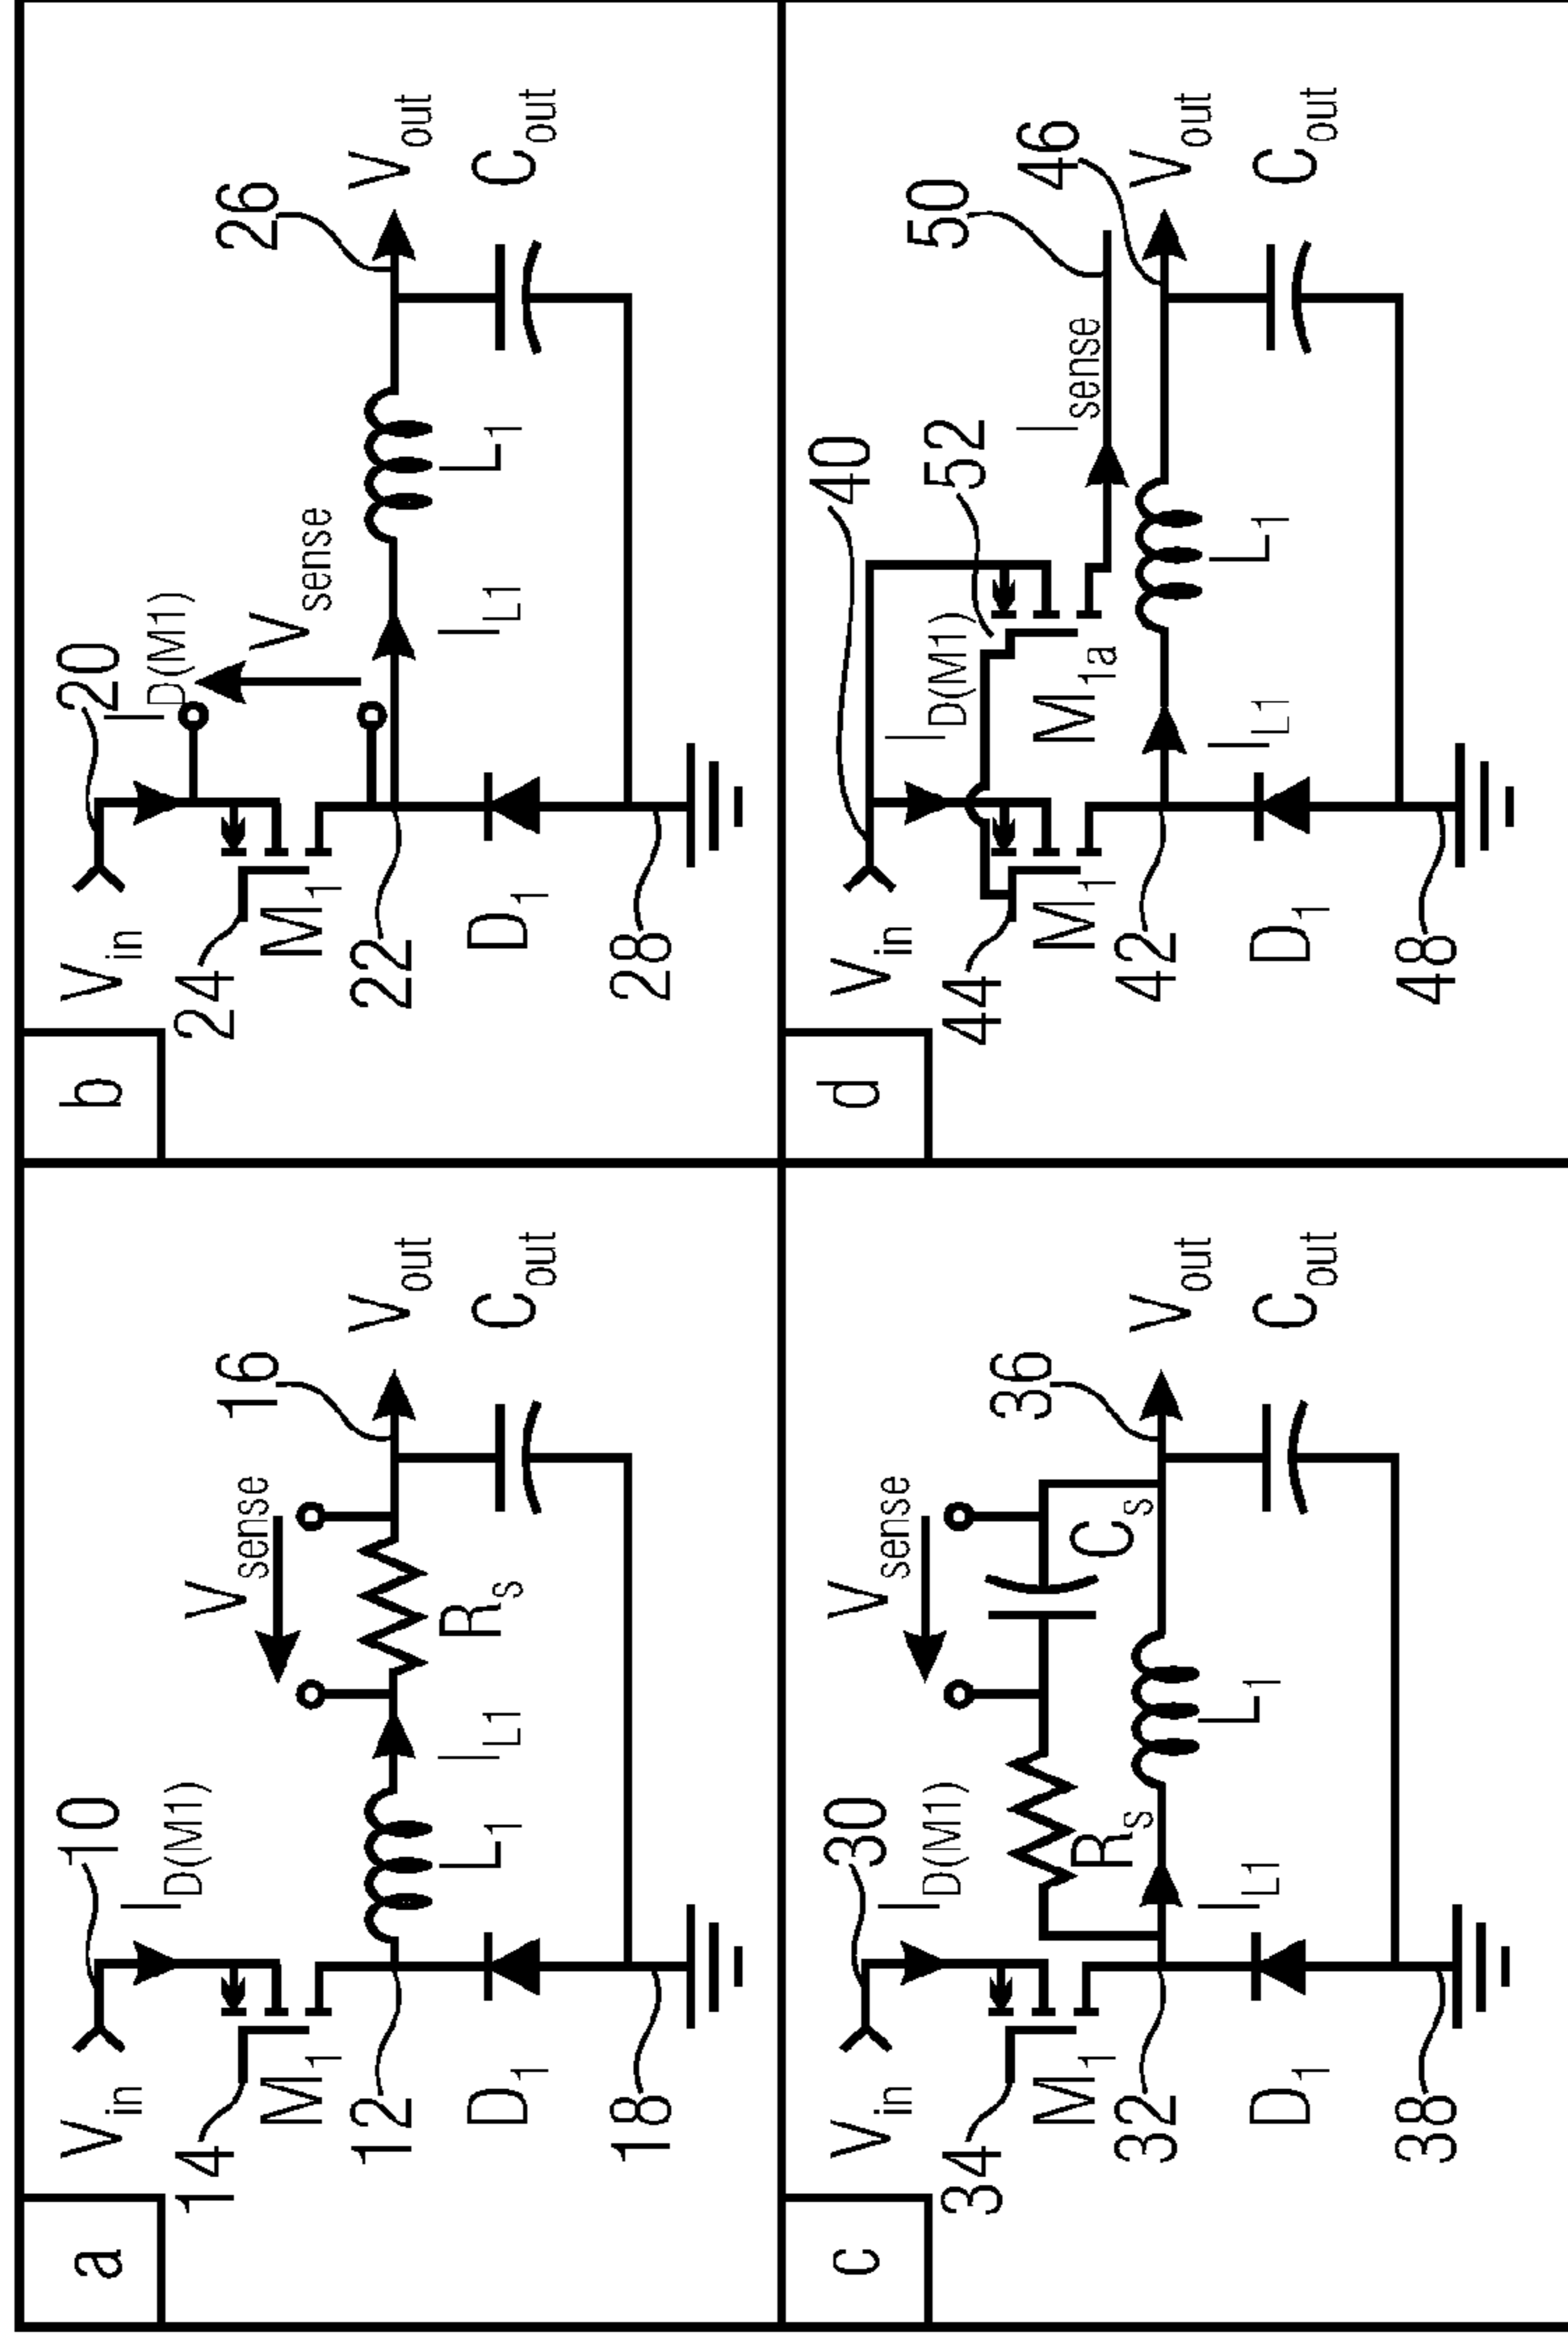 a
V_in
10
I_D(M1)
14
M_1
V_sense
16
V_out
12
L_1
I_L1
R_s
C_out
D_1
18
b
V_in
20
I_D(M1)
24
M_1
V_sense
26
V_out
22
I_L1
L_1
C_out
D_1
28
c
V_in
30
I_D(M1)
34
M_1
V_sense
36
V_out
R_s
C_s
32
I_L1
L_1
C_out
D_1
38
d
V_in
40
I_D(M1)
52
50
44
M_1
M_1a
I_sense
46
V_out
42
I_L1
L_1
C_out
D_1
48